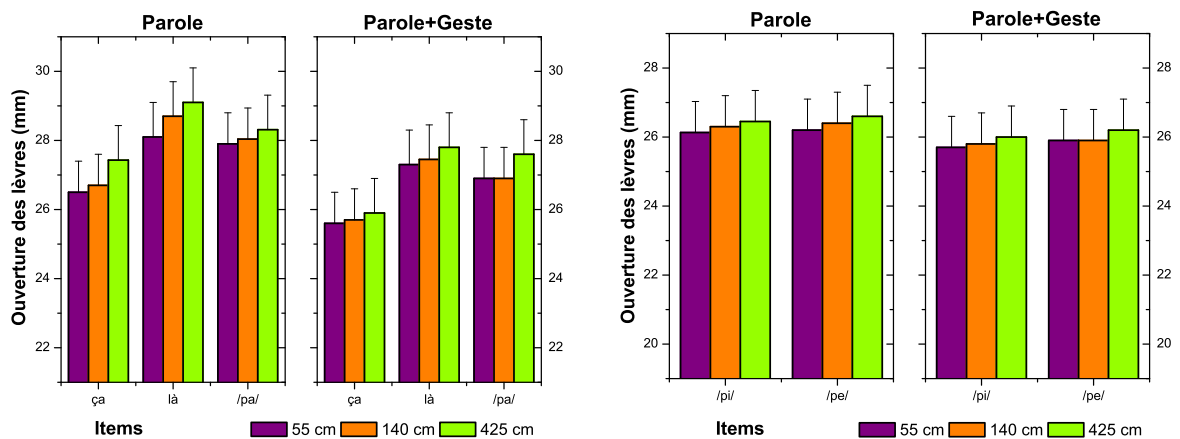 Parole
Parole+Geste
Ouverture des lèvres (mm)
30
28
26
24
22
30
28
26
24
22
ça
là
/pa/
ça
là
/pa/
Items
55 cm
140 cm
425 cm
Parole
Parole+Geste
Ouverture des lèvres (mm)
28
26
24
22
20
28
26
24
22
20
/pi/
/pe/
/pi/
/pe/
Items
55 cm
140 cm
425 cm